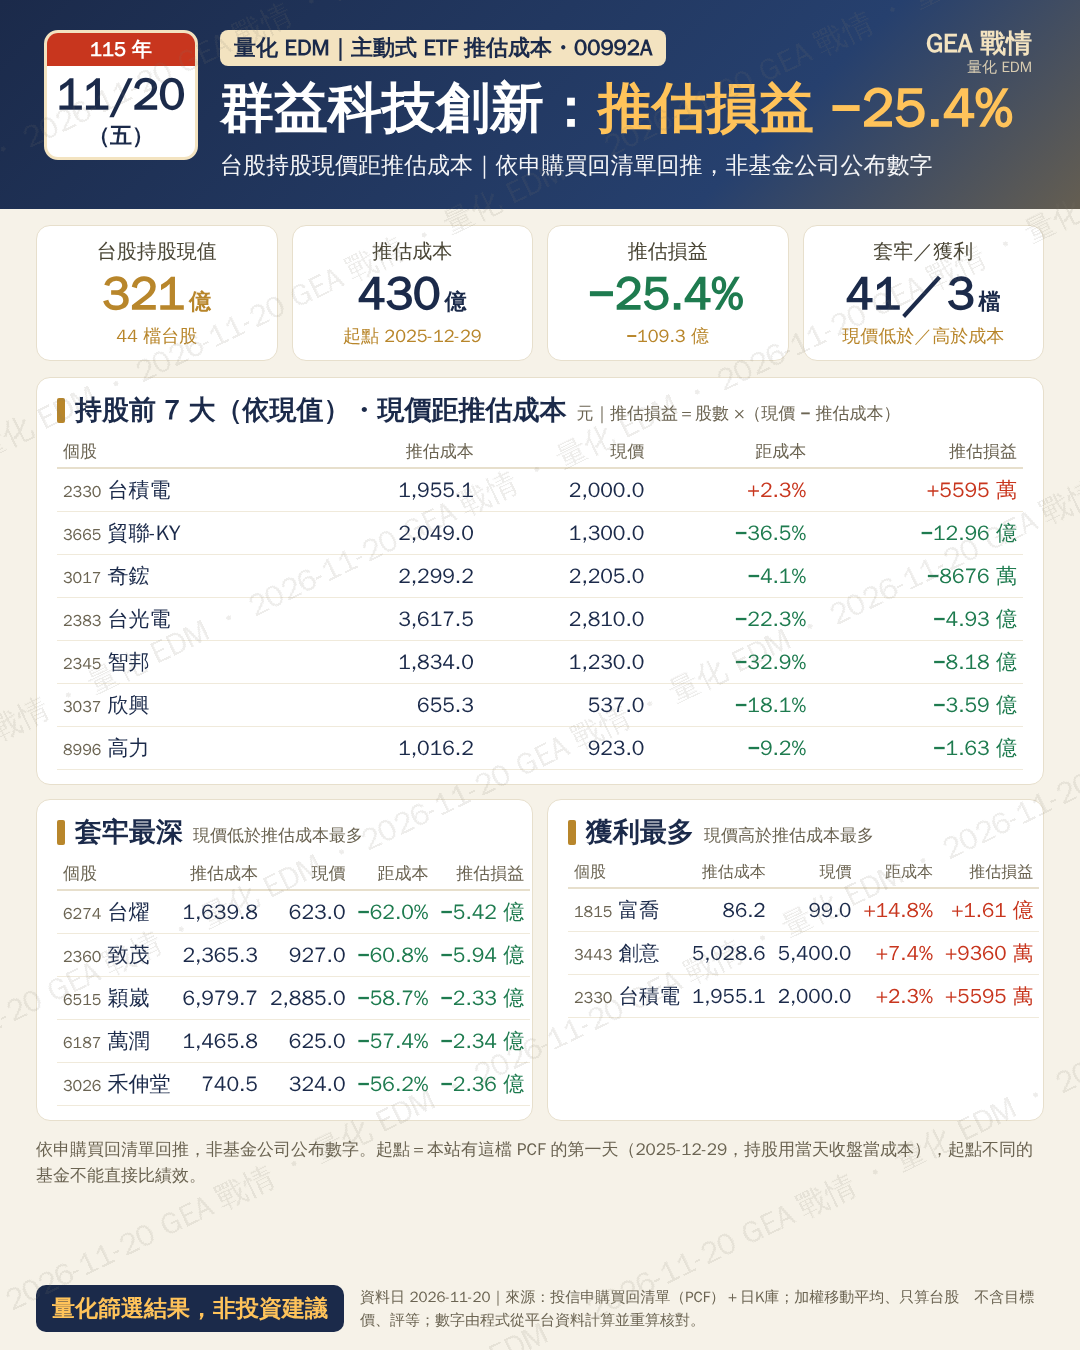 115 年
11/20
（五）
量化 EDM｜主動式 ETF 推估成本・00992A
群益科技創新：推估損益 −25.4%
台股持股現價距推估成本｜依申購買回清單回推，非基金公司公布數字
GEA 戰情
量化 EDM
台股持股現值
321 億
44 檔台股
推估成本
430 億
起點 2025-12-29
推估損益
−25.4%
−109.3 億
套牢／獲利
41／3 檔
現價低於／高於成本
持股前 7 大（依現值）・現價距推估成本 元｜推估損益＝股數 ×（現價 − 推估成本）
個股 推估成本 現價 距成本 推估損益
2330 台積電 1,955.1 2,000.0 +2.3% +5595 萬
3665 貿聯-KY 2,049.0 1,300.0 −36.5% −12.96 億
3017 奇鋐 2,299.2 2,205.0 −4.1% −8676 萬
2383 台光電 3,617.5 2,810.0 −22.3% −4.93 億
2345 智邦 1,834.0 1,230.0 −32.9% −8.18 億
3037 欣興 655.3 537.0 −18.1% −3.59 億
8996 高力 1,016.2 923.0 −9.2% −1.63 億
套牢最深 現價低於推估成本最多
個股 推估成本 現價 距成本 推估損益
6274 台燿 1,639.8 623.0 −62.0% −5.42 億
2360 致茂 2,365.3 927.0 −60.8% −5.94 億
6515 穎崴 6,979.7 2,885.0 −58.7% −2.33 億
6187 萬潤 1,465.8 625.0 −57.4% −2.34 億
3026 禾伸堂 740.5 324.0 −56.2% −2.36 億
獲利最多 現價高於推估成本最多
個股 推估成本 現價 距成本 推估損益
1815 富喬 86.2 99.0 +14.8% +1.61 億
3443 創意 5,028.6 5,400.0 +7.4% +9360 萬
2330 台積電 1,955.1 2,000.0 +2.3% +5595 萬
依申購買回清單回推，非基金公司公布數字。起點＝本站有這檔 PCF 的第一天（2025-12-29，持股用當天收盤當成本），起點不同的
基金不能直接比績效。
量化篩選結果，非投資建議
資料日 2026-11-20｜來源：投信申購買回清單（PCF）＋日K庫；加權移動平均、只算台股　不含目標
價、評等；數字由程式從平台資料計算並重算核對。